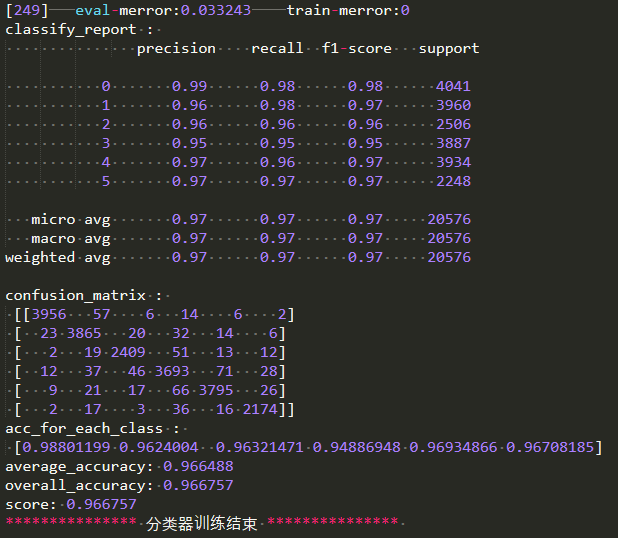 [249] eval-merror:0.033243 train-merror:0
classify_report :
precision recall f1-score support
0 0.99 0.98 0.98 4041
1 0.96 0.98 0.97 3960
2 0.96 0.96 0.96 2506
3 0.95 0.95 0.95 3887
4 0.97 0.96 0.97 3934
5 0.97 0.97 0.97 2248
micro avg 0.97 0.97 0.97 20576
macro avg 0.97 0.97 0.97 20576
weighted avg 0.97 0.97 0.97 20576
confusion_matrix :
[[3956 57 6 14 6 2]
[ 23 3865 20 32 14 6]
[ 2 19 2409 51 13 12]
[ 12 37 46 3693 71 28]
[ 9 21 17 66 3795 26]
[ 2 17 3 36 16 2174]]
acc_for_each_class :
[0.98801199 0.9624004 0.96321471 0.94886948 0.96934866 0.96708185]
average_accuracy: 0.966488
overall_accuracy: 0.966757
score: 0.966757
*************** 分类器训练结束 ***************